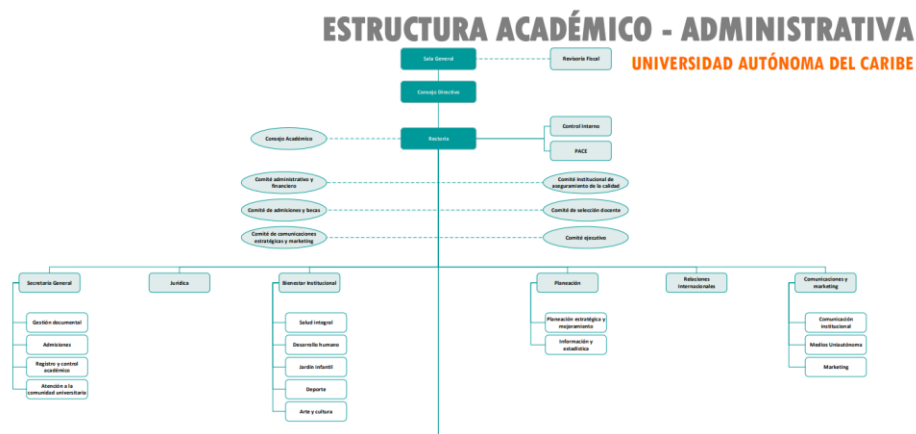 ESTRUCTURA ACADÉMICO - ADMINISTRATIVA
UNIVERSIDAD AUTÓNOMA DEL CARIBE
Sala General
Revisoría Fiscal
Consejo Directivo
Consejo Académico
Rectoría
Control Interno
PACE
Comité administrativo y
financiero
Comité institucional de
aseguramiento de la calidad
Comité de admisiones y becas
Comité de selección docente
Comité de comunicaciones
estratégicas y marketing
Comité ejecutivo
Secretaría General
Jurídica
Bienestar institucional
Planeación
Relaciones
Internacionales
Comunicaciones y
marketing
Gestión documental
Admisiones
Registro y control
académico
Atención a la
comunidad universitaria
Salud integral
Desarrollo humano
Jardín infantil
Deporte
Arte y cultura
Planeación estratégica y
mejoramiento
Información y
estadística
Comunicación
institucional
Medios Uniautónoma
Marketing